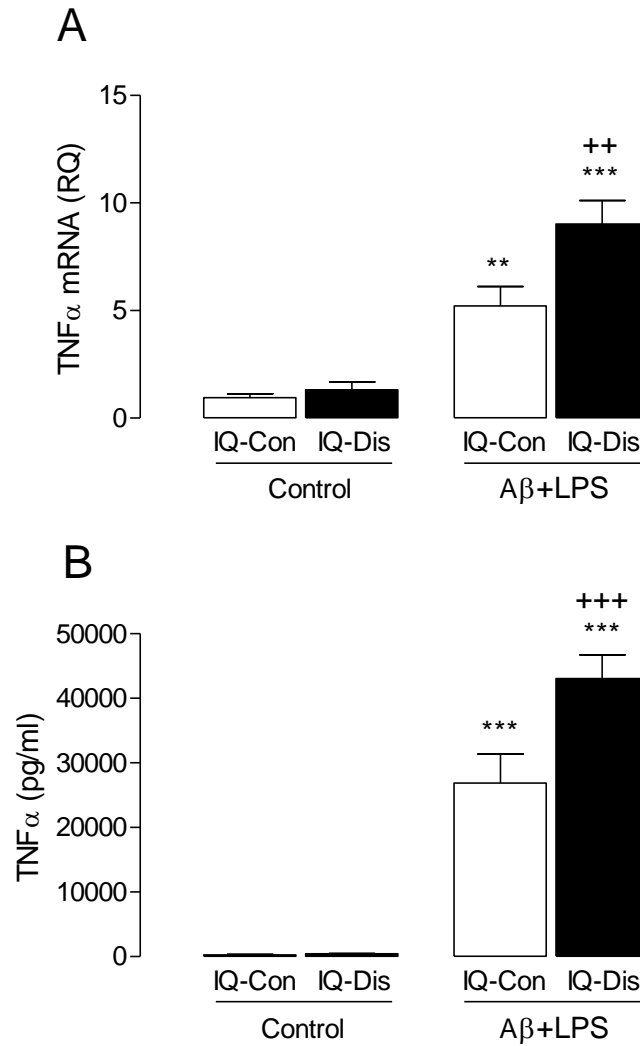 A
15
10
5
0
TNFα mRNA (RQ)
**
++
***
IQ-Con IQ-Dis IQ-Con IQ-Dis
Control Aβ+LPS
B
50000
40000
30000
20000
10000
0
TNFα (pg/ml)
***
+++
***
IQ-Con IQ-Dis IQ-Con IQ-Dis
Control Aβ+LPS